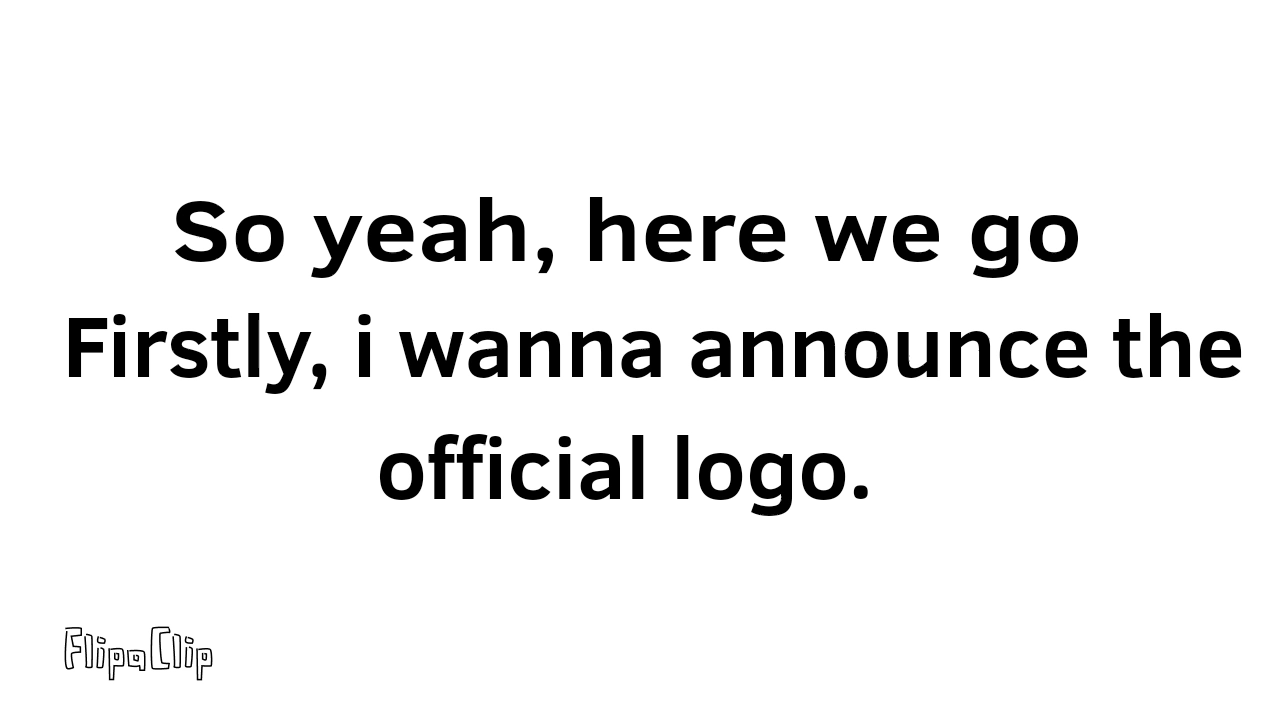 So yeah, here we go
Firstly, i wanna announce the
official logo.
FlipaClip